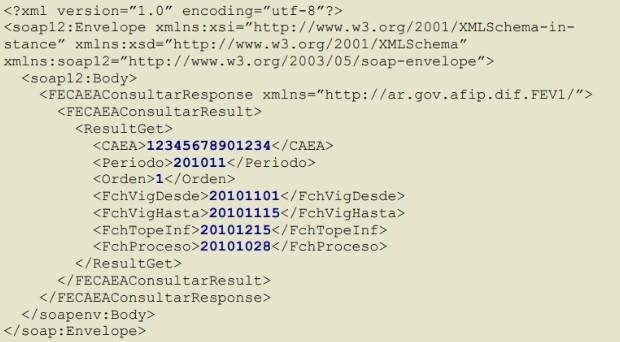 <?xml version="1.0" encoding="utf-8"?>
<soap12:Envelope xmlns:xsi="http://www.w3.org/2001/XMLSchema-in-
stance" xmlns:xsd="http://www.w3.org/2001/XMLSchema”
xmlns:soap12="http://www.w3.org/2003/05/soap-envelope”>
<soap12:Body>
<FECAEAConsultarResponse xmlns=”http://ar.gov.afip.dif.FEV1/”>
<FECAEAConsultarResult>
<ResultGet>
<CAEA>12345678901234</CAEA>
<Periodo>201011</Periodo>
<Orden>1</Orden>
<FchVigDesde>20101101</FchVigDesde>
<FchVigHasta>20101115</FchVigHasta>
<FchTopeInf>20101215</FchTopeInf>
<FchProceso>20101028</FchProceso>
</ResultGet>
</FECAEAConsultarResult>
</FECAEAConsultarResponse>
</soapenv:Body>
</soap:Envelope>